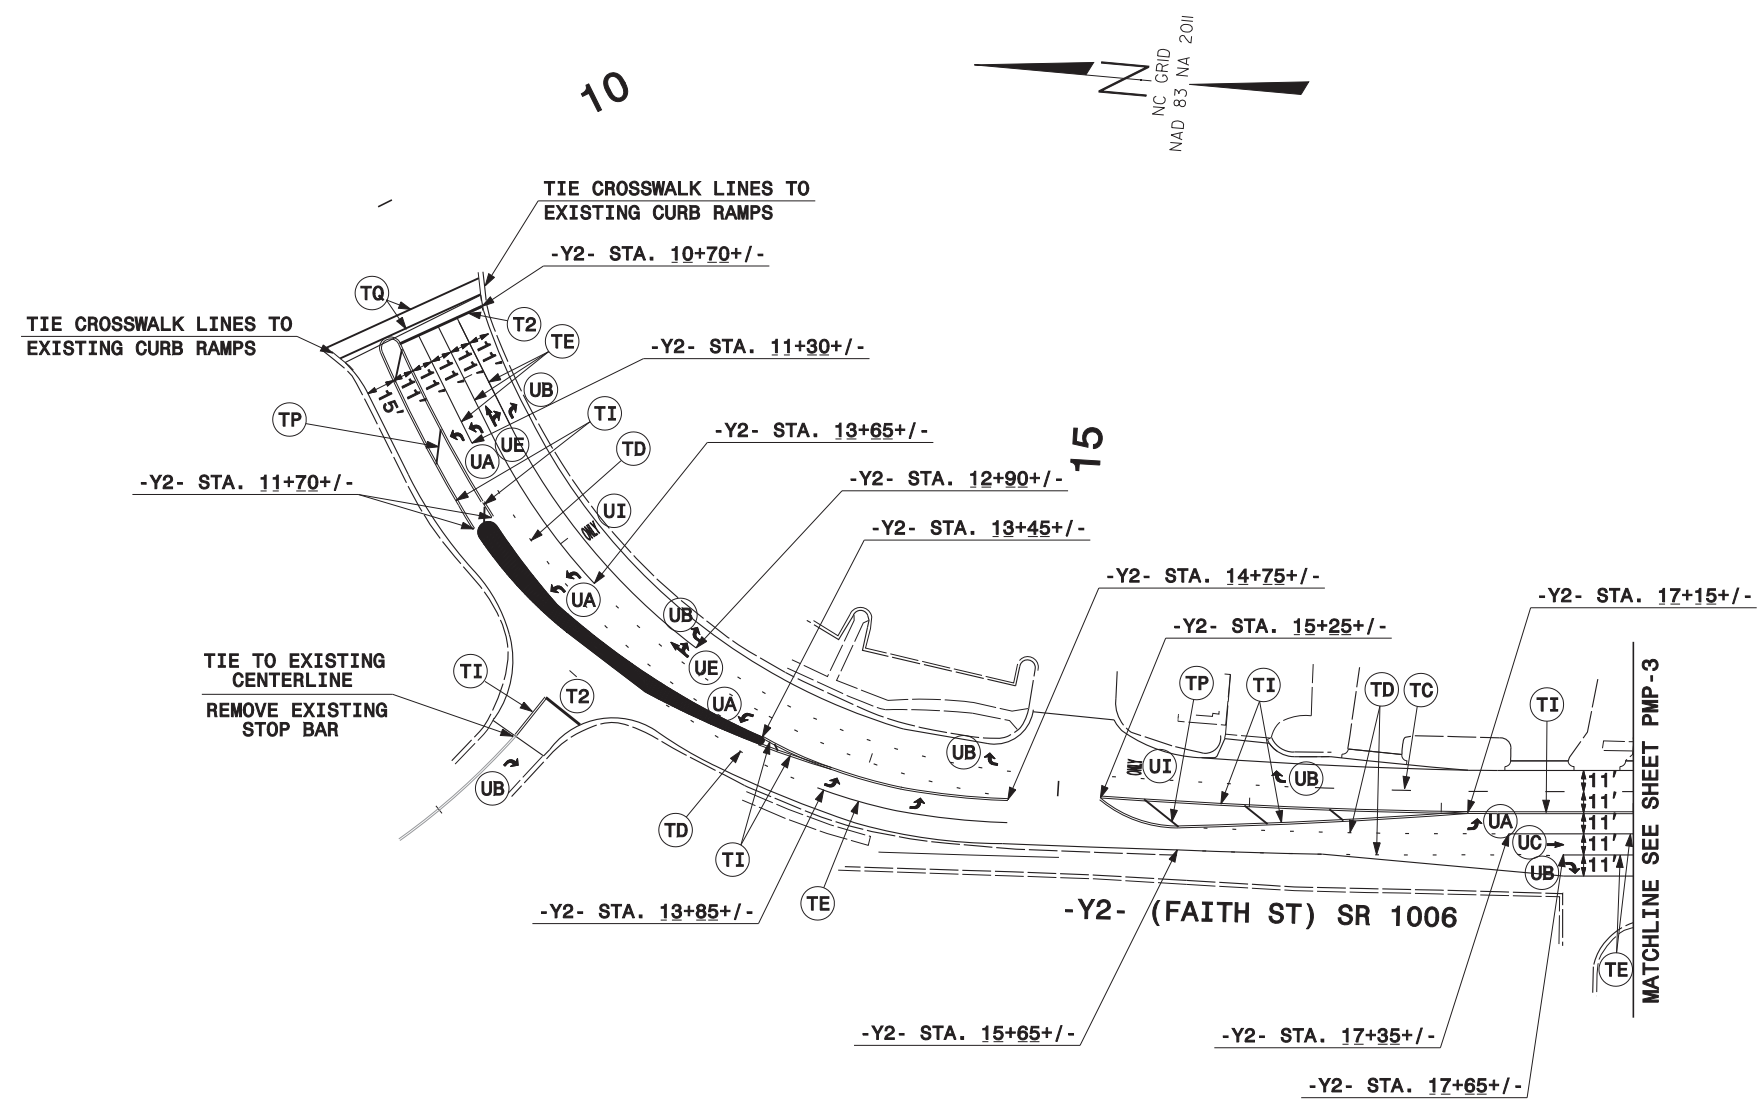 10
NC GRID
NAD 83 NA 2011
TIE CROSSWALK LINES TO
EXISTING CURB RAMPS
-Y2- STA. 10+70+/-
TQ
TIE CROSSWALK LINES TO
EXISTING CURB RAMPS
T2
TE
-Y2- STA. 11+30+/-
11'
11'
11'
11'
11'
15'
UB
TP
TI
UE
UA
TD
-Y2- STA. 13+65+/-
15
-Y2- STA. 11+70+/-
-Y2- STA. 12+90+/-
UI
ONLY
-Y2- STA. 13+45+/-
-Y2- STA. 14+75+/-
UA
UB
-Y2- STA. 17+15+/-
-Y2- STA. 15+25+/-
TIE TO EXISTING
CENTERLINE
REMOVE EXISTING
STOP BAR
TI
T2
UE
UA
TP
TI
TD
TC
TI
UB
UB
ONLY
UI
UB
11'
11'
11'
11'
11'
UA
UC
UB
TD
TI
TE
-Y2- STA. 13+85+/-
-Y2- (FAITH ST) SR 1006
TE
MATCHLINE SEE SHEET PMP-3
-Y2- STA. 15+65+/-
-Y2- STA. 17+35+/-
-Y2- STA. 17+65+/-